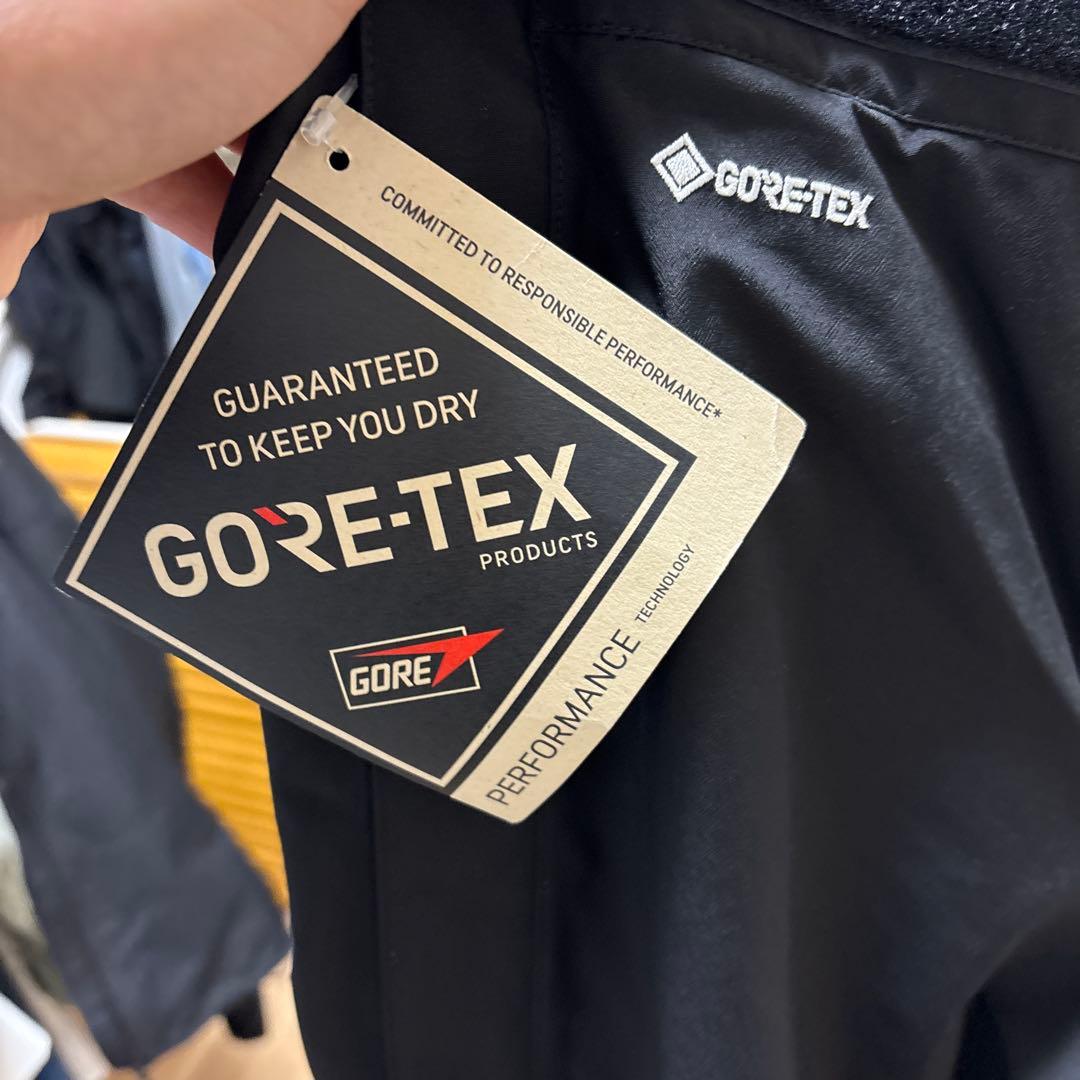 COMMITTED TO RESPONSIBLE PERFORMANCE*
GUARANTEED
TO KEEP YOU DRY
GORE-TEX
PRODUCTS
GORE
PERFORMANCE TECHNOLOGY
GORE-TEX